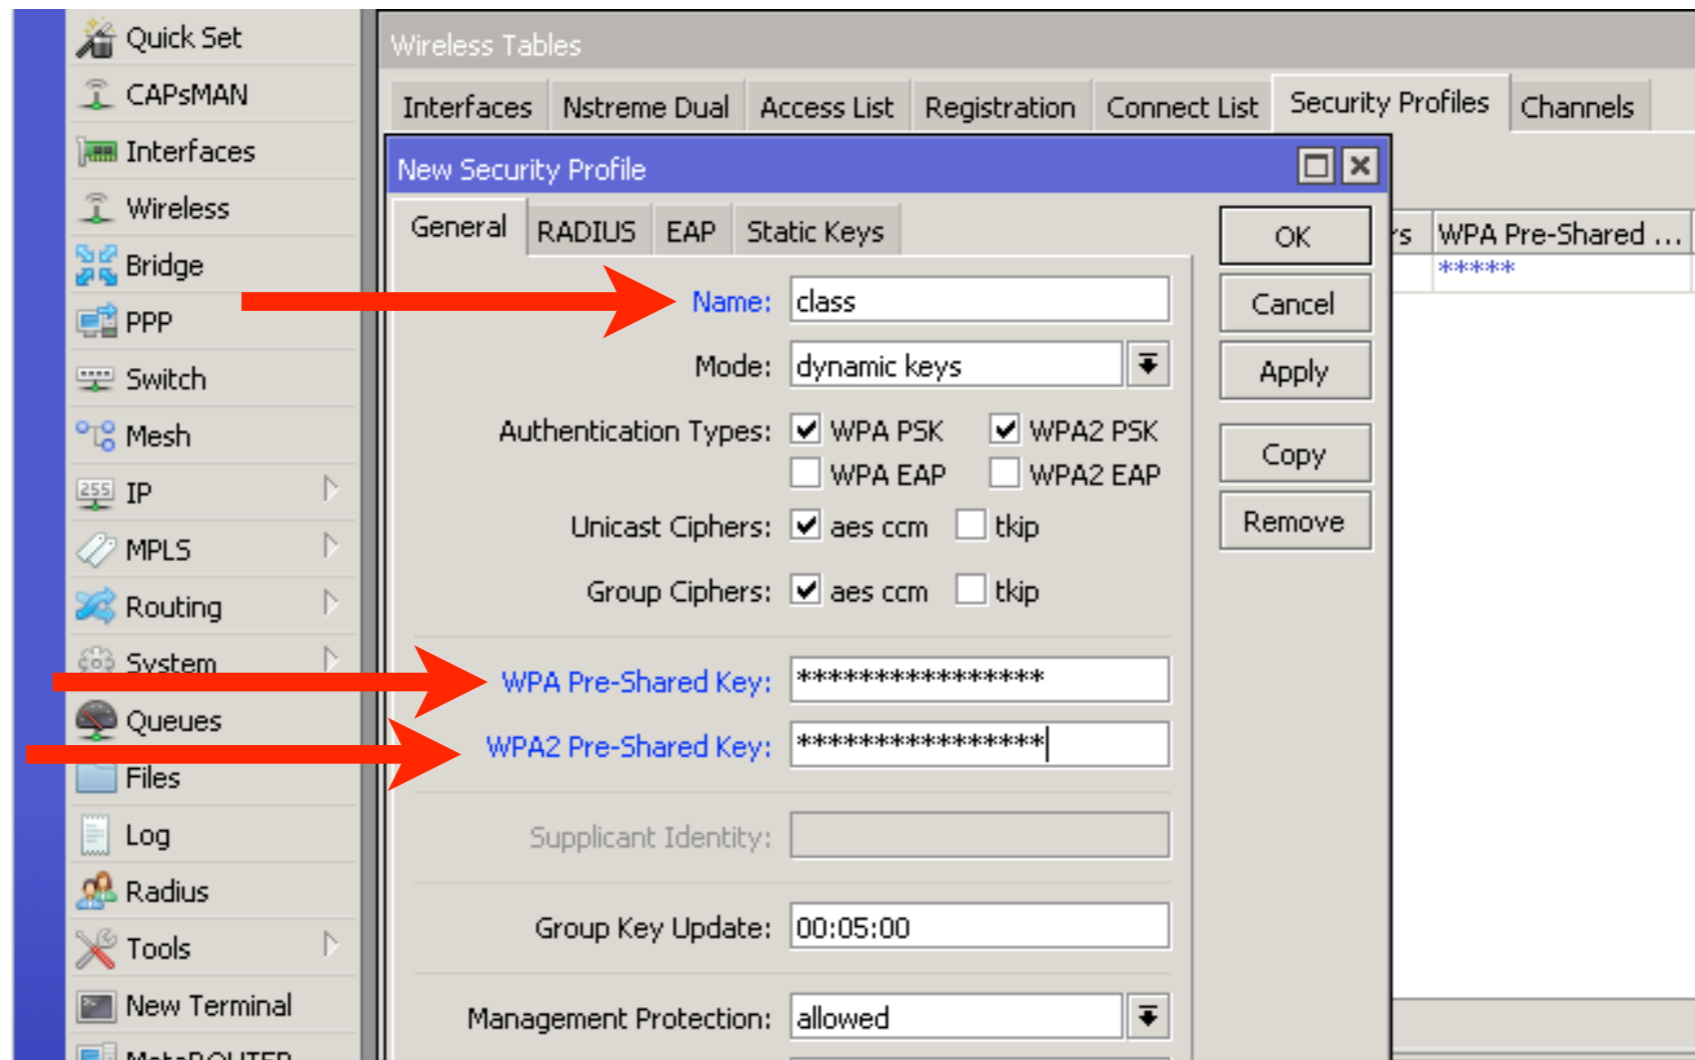 Quick Set
CAPsMAN
Interfaces
Wireless
Bridge
PPP
Switch
Mesh
255 IP
MPLS
Routing
System
Queues
Files
Log
Radius
Tools
New Terminal
MetaROUTER
Wireless Tables
Interfaces Nstreme Dual Access List Registration Connect List Security Profiles Channels
New Security Profile
General RADIUS EAP Static Keys
Name: class
Mode: dynamic keys
Authentication Types: WPA PSK WPA2 PSK
WPA EAP WPA2 EAP
Unicast Ciphers: aes ccm tkip
Group Ciphers: aes ccm tkip
WPA Pre-Shared Key: ****************
WPA2 Pre-Shared Key: ****************
Supplicant Identity:
Group Key Update: 00:05:00
Management Protection: allowed
OK
Cancel
Apply
Copy
Remove
WPA Pre-Shared ...
*****